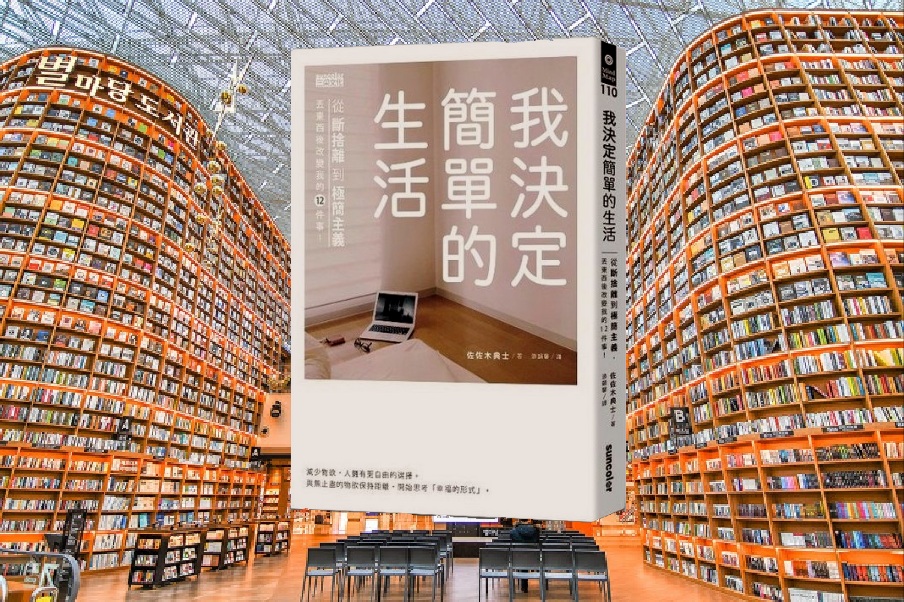 별마당 도서관
我決定
簡單的
生活
從斷捨離到極簡主義
丟東西後改變我的12件事!
佐佐木典士/著
減少物欲,人擁有更自由的選擇。
與無止盡的物欲保持距離,開始思考「幸福的形式」。
Mind Map
110
我決定簡單的生活
從斷捨離到極簡主義,
丟東西後改變我的12件事!
佐佐木典士/著
suncolor
A
B